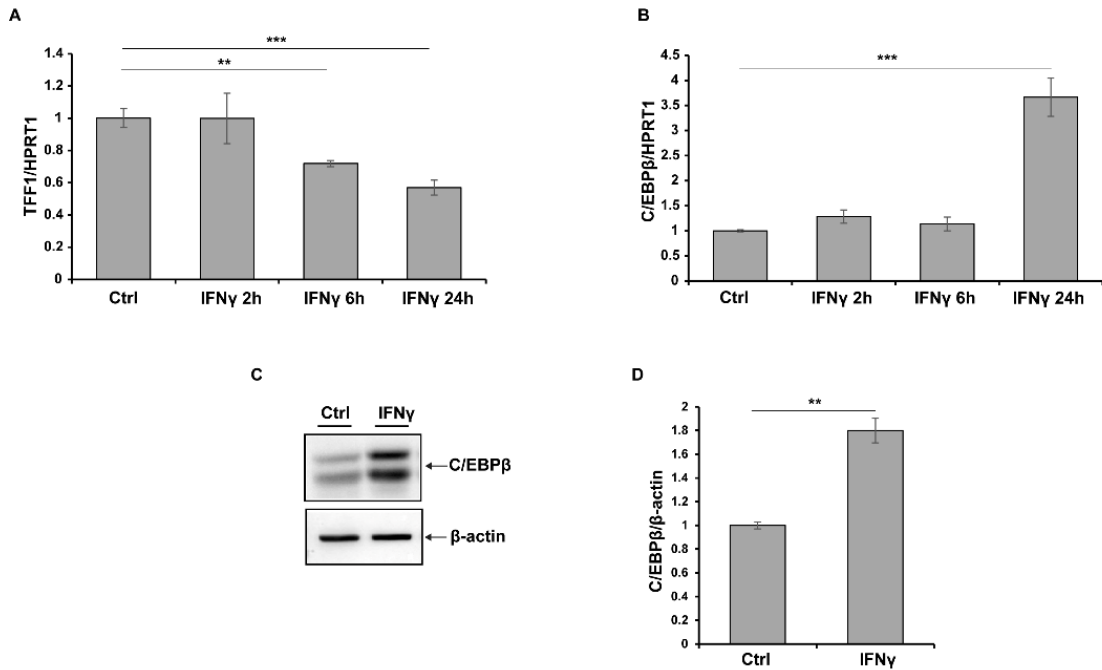 A
TFF1/HPRT1
1.4
1.2
1
0.8
0.6
0.4
0.2
0
***
**
Ctrl
IFNγ 2h
IFNγ 6h
IFNγ 24h
B
C/EBPβ/HPRT1
4.5
4
3.5
3
2.5
2
1.5
1
0.5
0
***
Ctrl
IFNγ 2h
IFNγ 6h
IFNγ 24h
C
Ctrl
IFNγ
C/EBPβ
β-actin
D
C/EBPβ/β-actin
2
1.8
1.6
1.4
1.2
1
0.8
0.6
0.4
0.2
0
**
Ctrl
IFNγ